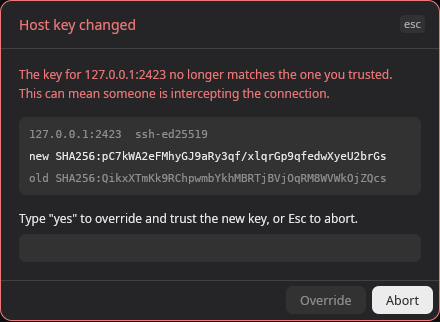 Host key changed
esc
The key for 127.0.0.1:2423 no longer matches the one you trusted.
This can mean someone is intercepting the connection.
127.0.0.1:2423 ssh-ed25519
new SHA256:pC7kWA2eFMhyGJ9aRy3qf/xlqrGp9qfedwXyeU2brGs
old SHA256:QikxXTmKk9RChpwmbYkhMBRTjBVjOqRM8WVWkOjZQcs
Type "yes" to override and trust the new key, or Esc to abort.
Override
Abort